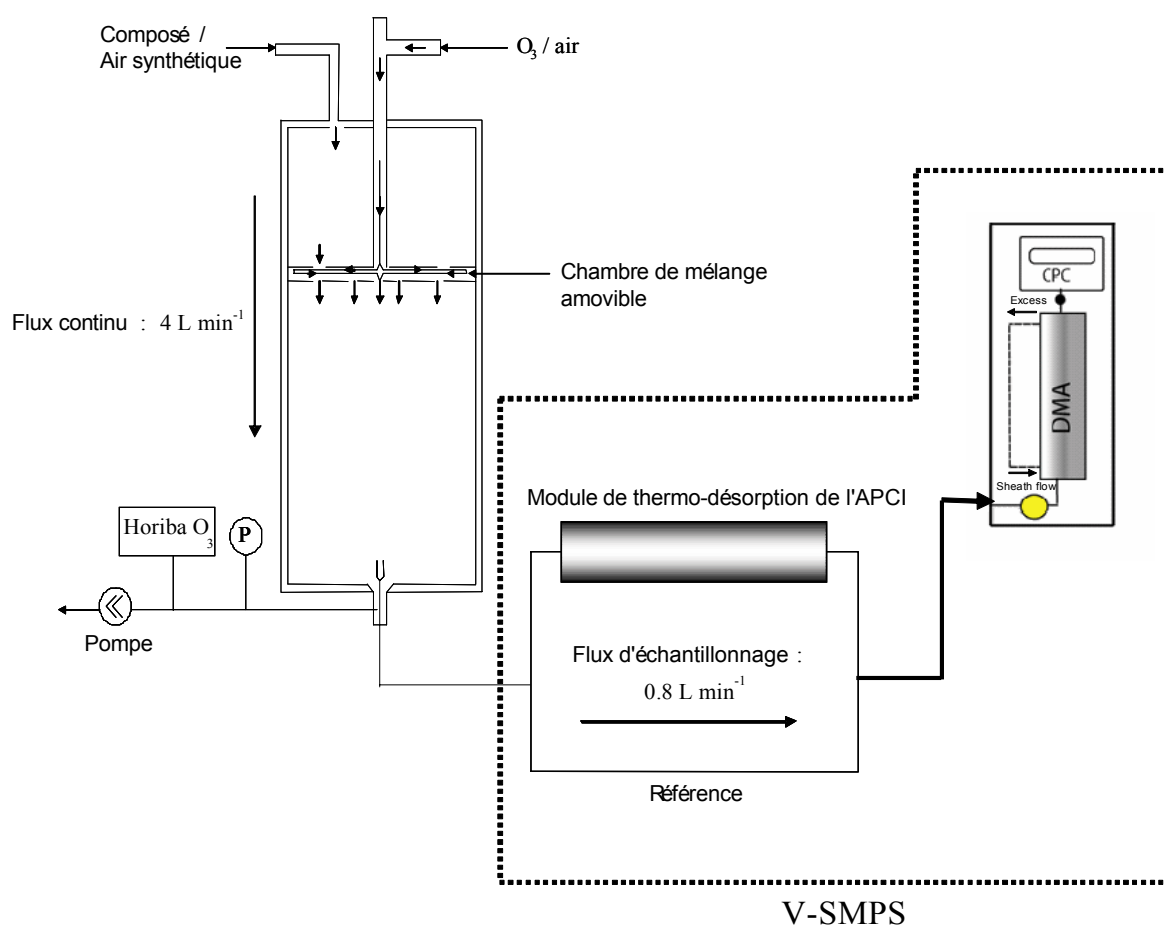 Composé /
Air synthétique
O3 / air
Chambre de mélange
amovible
Flux continu : 4 L min-1
CPC
Excess
DMA
Sheath flow
Module de thermo-désorption de l'APCI
Horiba O3
P
Pompe
Flux d'échantillonnage :
0.8 L min-1
Référence
V-SMPS